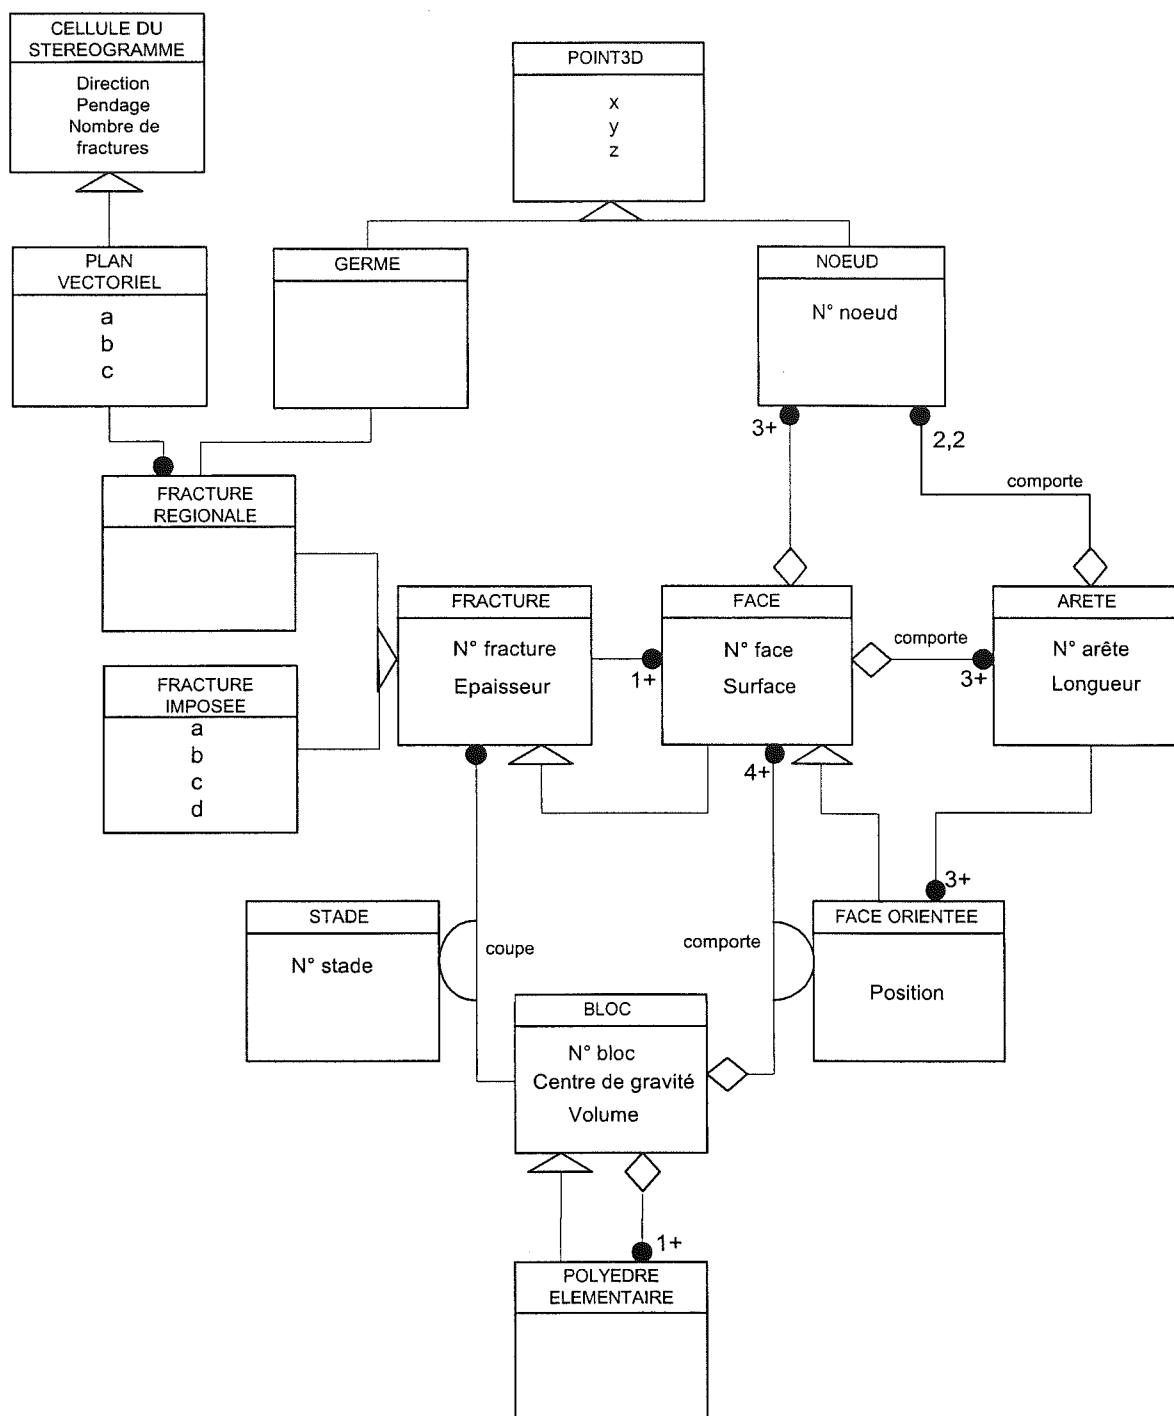 CELLULE DU
STEREOGRAMME
Direction
Pendage
Nombre de
fractures
POINT3D
x
y
z
PLAN
VECTORIEL
a
b
c
GERME
NOEUD
N° noeud
3+
2,2
comporte
FRACTURE
REGIONALE
FRACTURE
IMPOSEE
a
b
c
d
FRACTURE
N° fracture
Epaisseur
1+
FACE
N° face
Surface
comporte
3+
ARETE
N° arête
Longueur
4+
3+
STADE
N° stade
coupe
comporte
FACE ORIENTEE
Position
BLOC
N° bloc
Centre de gravité
Volume
1+
POLYEDRE
ELEMENTAIRE